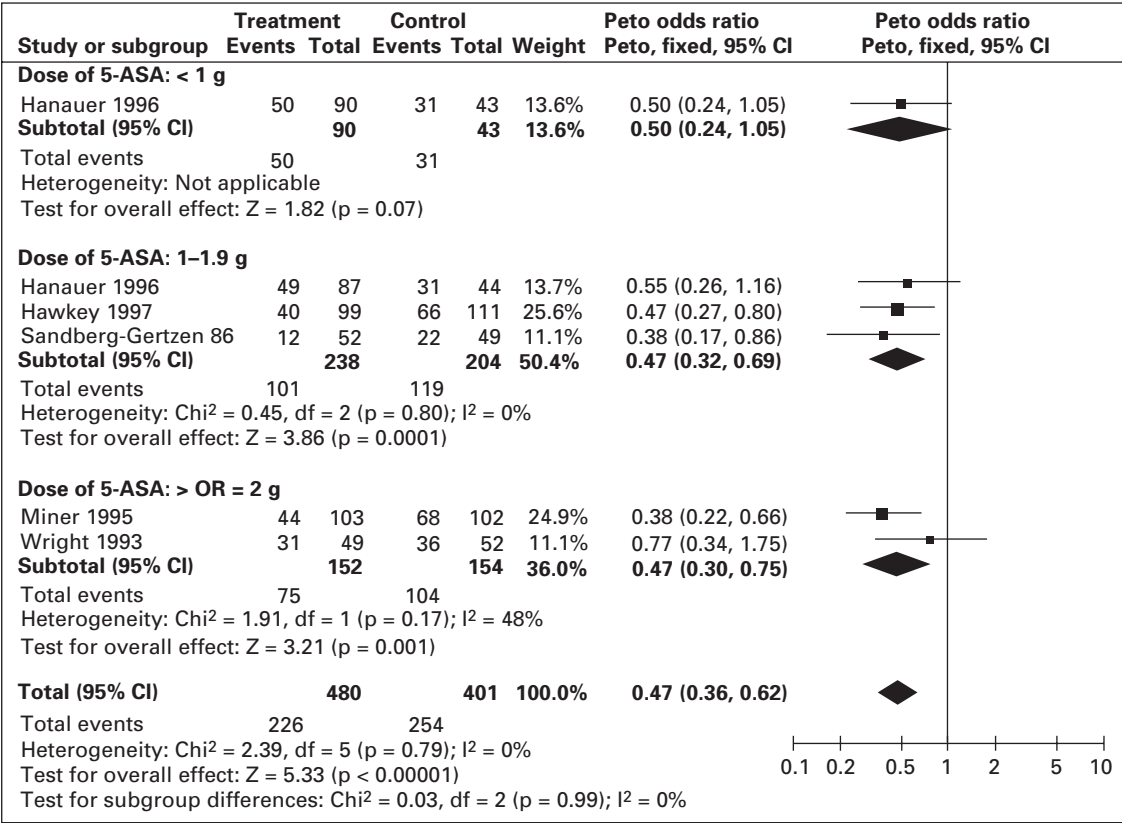 Treatment Control Peto odds ratio Peto odds ratio
Study or subgroup Events Total Events Total Weight Peto, fixed, 95% CI Peto, fixed, 95% CI
Dose of 5-ASA: < 1 g
Hanauer 1996 50 90 31 43 13.6% 0.50 (0.24, 1.05)
Subtotal (95% CI) 90 43 13.6% 0.50 (0.24, 1.05)
Total events 50 31
Heterogeneity: Not applicable
Test for overall effect: Z = 1.82 (p = 0.07)
Dose of 5-ASA: 1–1.9 g
Hanauer 1996 49 87 31 44 13.7% 0.55 (0.26, 1.16)
Hawkey 1997 40 99 66 111 25.6% 0.47 (0.27, 0.80)
Sandberg-Gertzen 86 12 52 22 49 11.1% 0.38 (0.17, 0.86)
Subtotal (95% CI) 238 204 50.4% 0.47 (0.32, 0.69)
Total events 101 119
Heterogeneity: Chi² = 0.45, df = 2 (p = 0.80); I² = 0%
Test for overall effect: Z = 3.86 (p = 0.0001)
Dose of 5-ASA: > OR = 2 g
Miner 1995 44 103 68 102 24.9% 0.38 (0.22, 0.66)
Wright 1993 31 49 36 52 11.1% 0.77 (0.34, 1.75)
Subtotal (95% CI) 152 154 36.0% 0.47 (0.30, 0.75)
Total events 75 104
Heterogeneity: Chi² = 1.91, df = 1 (p = 0.17); I² = 48%
Test for overall effect: Z = 3.21 (p = 0.001)
Total (95% CI) 480 401 100.0% 0.47 (0.36, 0.62)
Total events 226 254
Heterogeneity: Chi² = 2.39, df = 5 (p = 0.79); I² = 0%
Test for overall effect: Z = 5.33 (p < 0.00001)
Test for subgroup differences: Chi² = 0.03, df = 2 (p = 0.99); I² = 0%
0.1 0.2 0.5 1 2 5 10